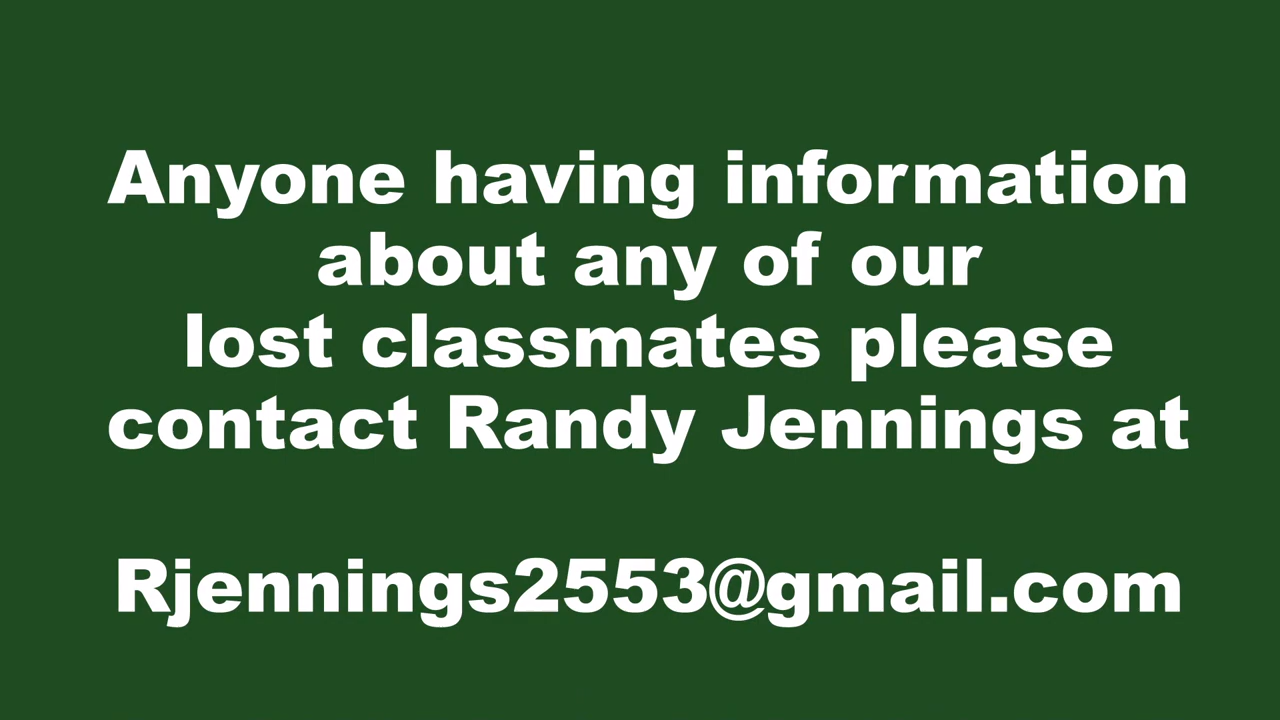 Anyone having information
about any of our
lost classmates please
contact Randy Jennings at
Rjennings2553@gmail.com